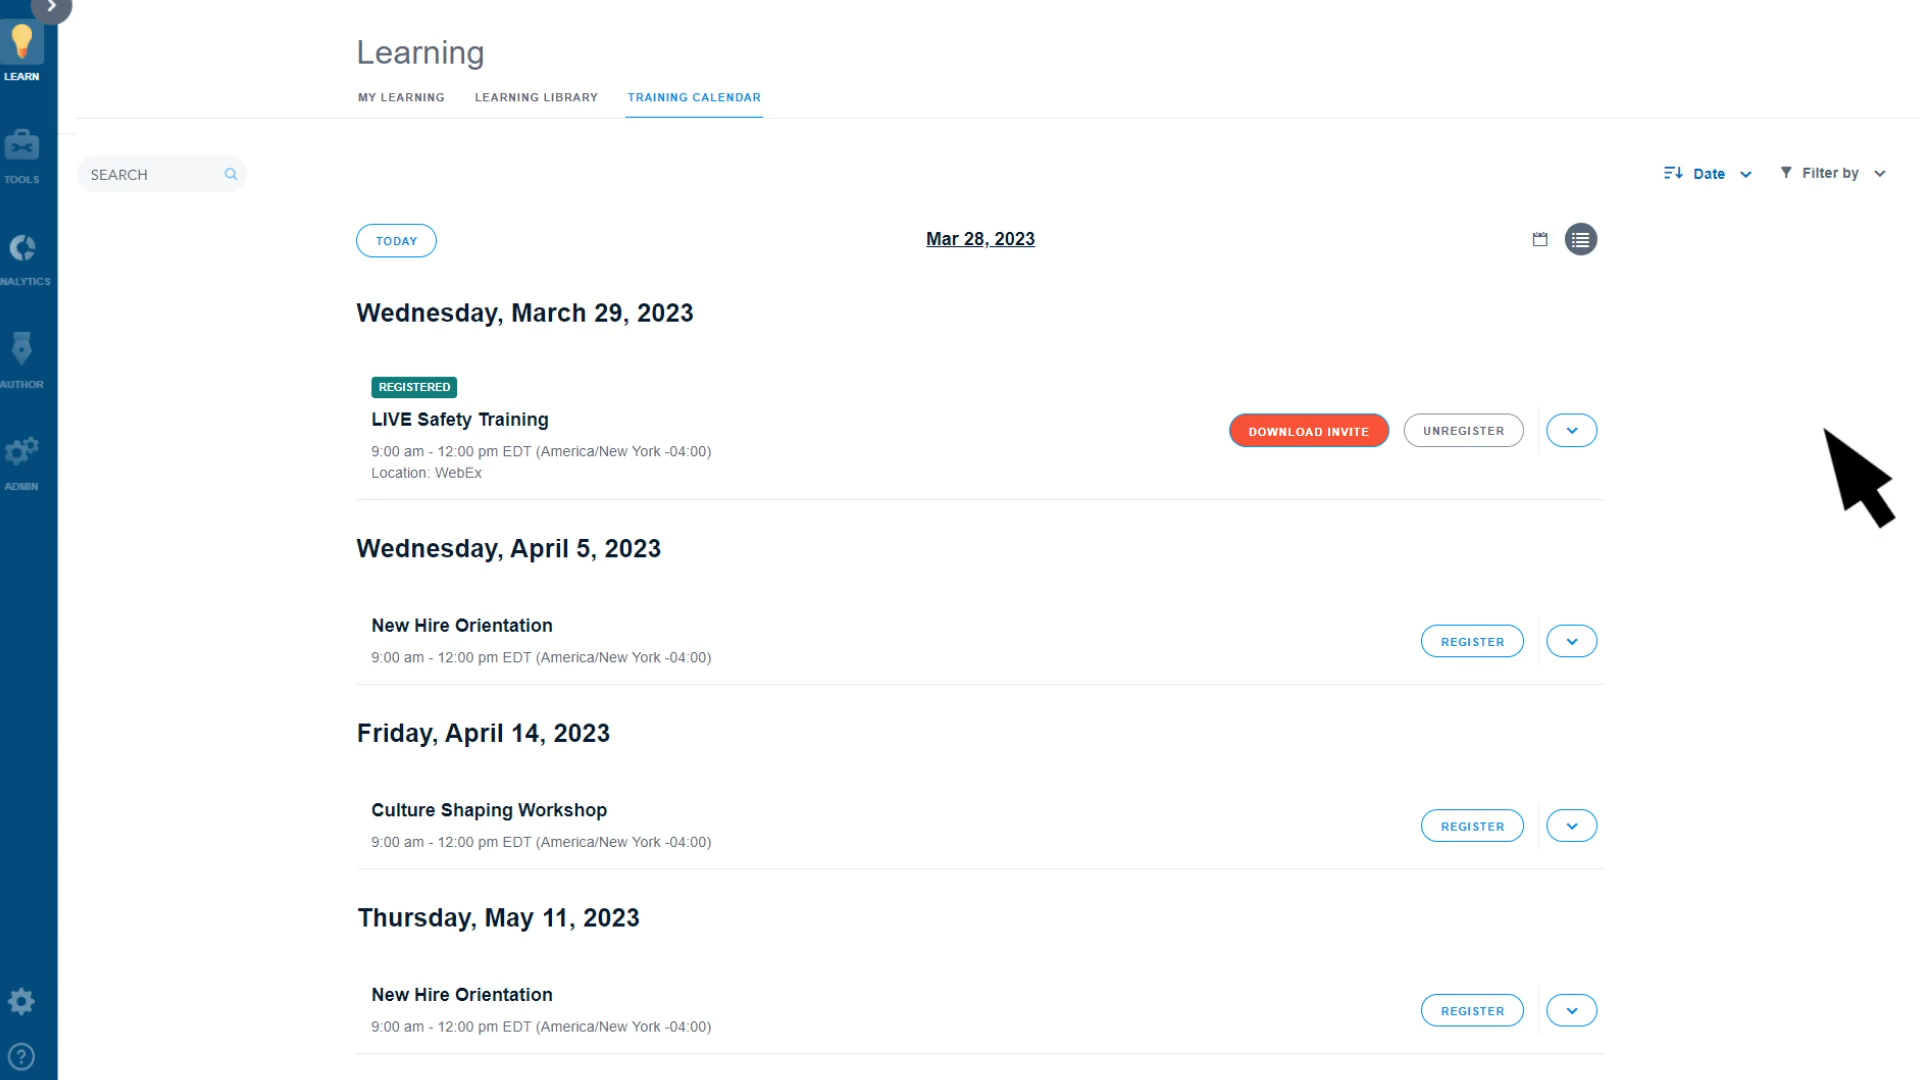 LEARN
TOOLS
NALYTICS
AUTHOR
ADMIN
Learning
MY LEARNING LEARNING LIBRARY TRAINING CALENDAR
SEARCH
Date Filter by
TODAY Mar 28, 2023
Wednesday, March 29, 2023
REGISTERED
LIVE Safety Training
9:00 am - 12:00 pm EDT (America/New York -04:00)
Location: WebEx
DOWNLOAD INVITE UNREGISTER
Wednesday, April 5, 2023
New Hire Orientation
9:00 am - 12:00 pm EDT (America/New York -04:00)
REGISTER
Friday, April 14, 2023
Culture Shaping Workshop
9:00 am - 12:00 pm EDT (America/New York -04:00)
REGISTER
Thursday, May 11, 2023
New Hire Orientation
9:00 am - 12:00 pm EDT (America/New York -04:00)
REGISTER